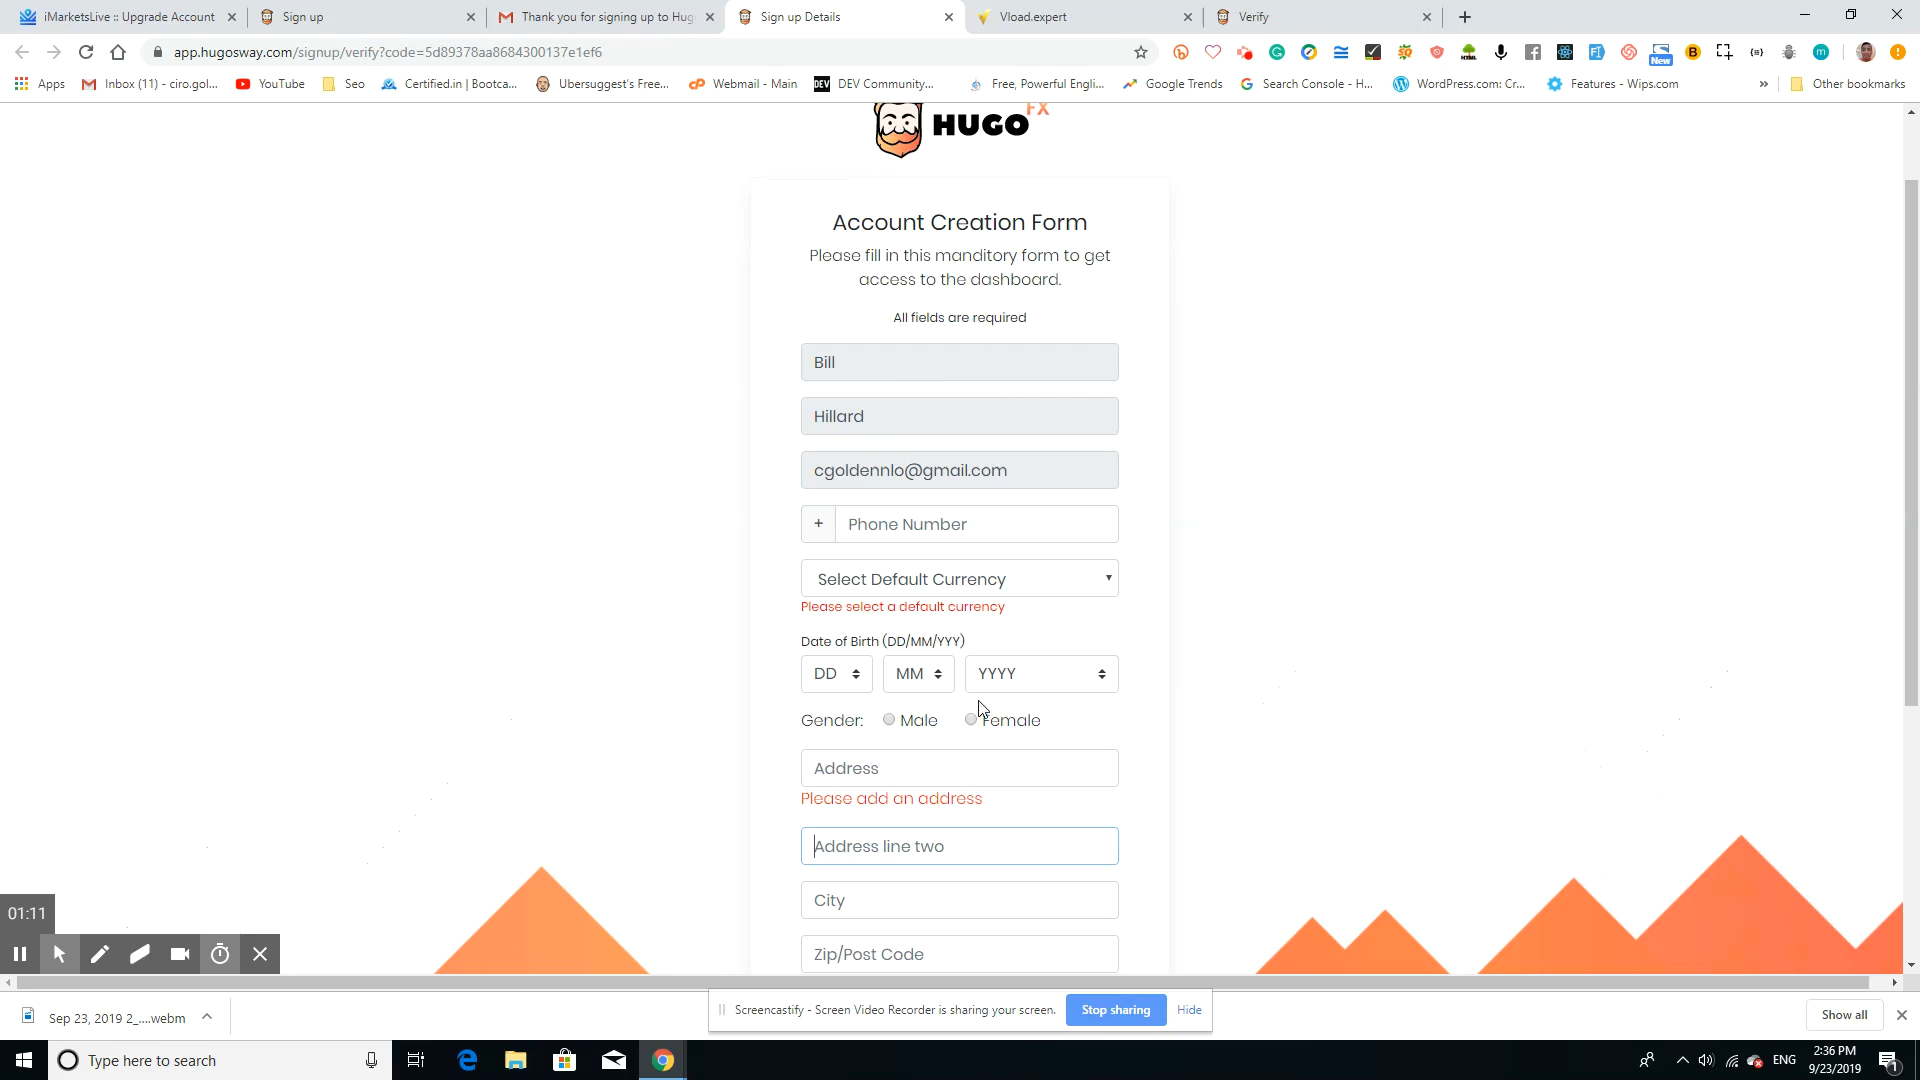 iMarketsLive :: Upgrade Account
Sign up
Thank you for signing up to Hug
Sign up Details
Vload.expert
Verify
app.hugosway.com/signup/verify?code=5d89378aa8684300137e1ef6
New
Apps
Inbox (11) - ciro.gol...
YouTube
Seo
Certified.in | Bootca...
Ubersuggest's Free...
Webmail - Main
DEV Community...
Free, Powerful Engli...
Google Trends
Search Console - H...
WordPress.com: Cr...
Features - Wips.com
Other bookmarks
HUGO FX
Account Creation Form
Please fill in this manditory form to get
access to the dashboard.
All fields are required
Bill
Hillard
cgoldennlo@gmail.com
+ Phone Number
Select Default Currency
Please select a default currency
Date of Birth (DD/MM/YYY)
DD MM YYYY
Gender: Male Female
Address
Please add an address
Address line two
City
Zip/Post Code
01:11
Screencastify - Screen Video Recorder is sharing your screen.
Stop sharing
Hide
Sep 23, 2019 2_....webm
Show all
Type here to search
ENG
2:36 PM
9/23/2019
1